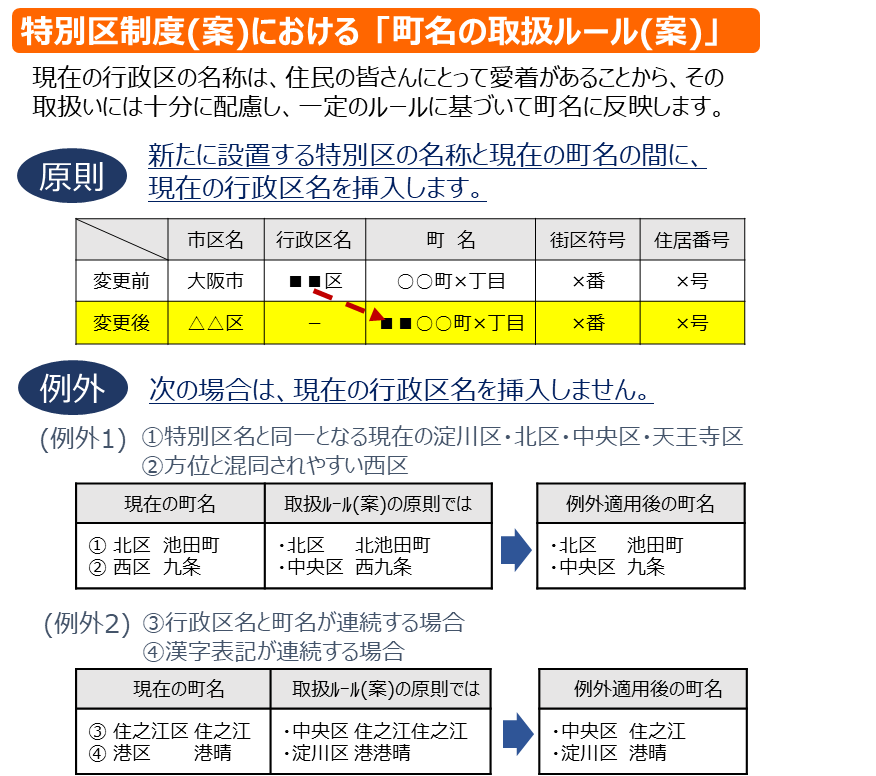 特別区制度(案)における「町名の取扱ルール(案)」
現在の行政区の名称は、住民の皆さんにとって愛着があることから、その
取扱いには十分に配慮し、一定のルールに基づいて町名に反映します。
原則
新たに設置する特別区の名称と現在の町名の間に、
現在の行政区名を挿入します。
市区名 行政区名 町 名 街区符号 住居番号
変更前 大阪市 ■■区 〇〇町×丁目 ×番 ×号
変更後 △△区 － ■■〇〇町×丁目 ×番 ×号
例外
次の場合は、現在の行政区名を挿入しません。
(例外1) ①特別区名と同一となる現在の淀川区・北区・中央区・天王寺区
②方位と混同されやすい西区
現在の町名 取扱ﾙｰﾙ(案)の原則では 例外適用後の町名
① 北区 池田町 ・北区 北池田町 ・北区 池田町
② 西区 九条 ・中央区 西九条 ・中央区 九条
(例外2) ③行政区名と町名が連続する場合
④漢字表記が連続する場合
現在の町名 取扱ﾙｰﾙ(案)の原則では 例外適用後の町名
③ 住之江区 住之江 ・中央区 住之江住之江 ・中央区 住之江
④ 港区 港晴 ・淀川区 港港晴 ・淀川区 港晴